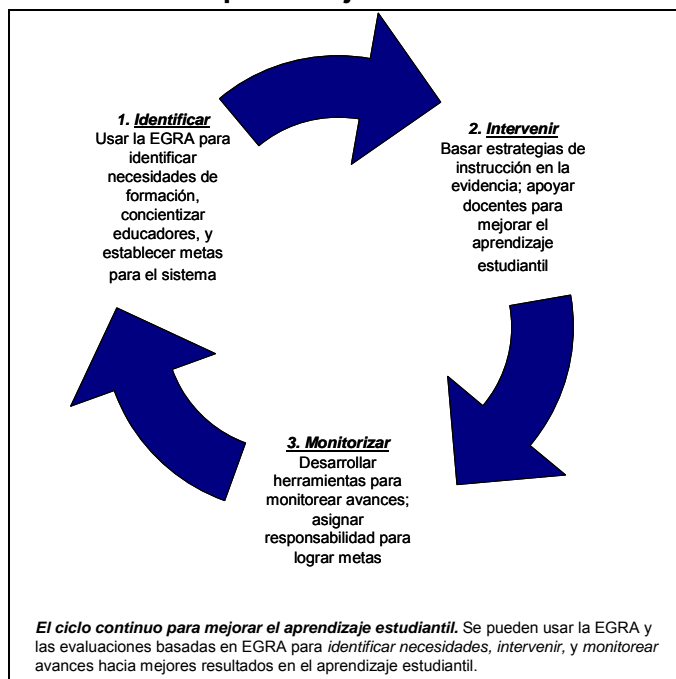 1. Identificar
Usar la EGRA para
identificar
necesidades de
formación,
concientizar
educadores, y
establecer metas
para el sistema
2. Intervenir
Basar estrategias de
instrucción en la
evidencia; apoyar
docentes para
mejorar el
aprendizaje
estudiantil
3. Monitorizar
Desarrollar
herramientas para
monitorear avances;
asignar
responsabilidad para
lograr metas
El ciclo continuo para mejorar el aprendizaje estudiantil. Se pueden usar la EGRA y
las evaluaciones basadas en EGRA para identificar necesidades, intervenir, y monitorear
avances hacia mejores resultados en el aprendizaje estudiantil.